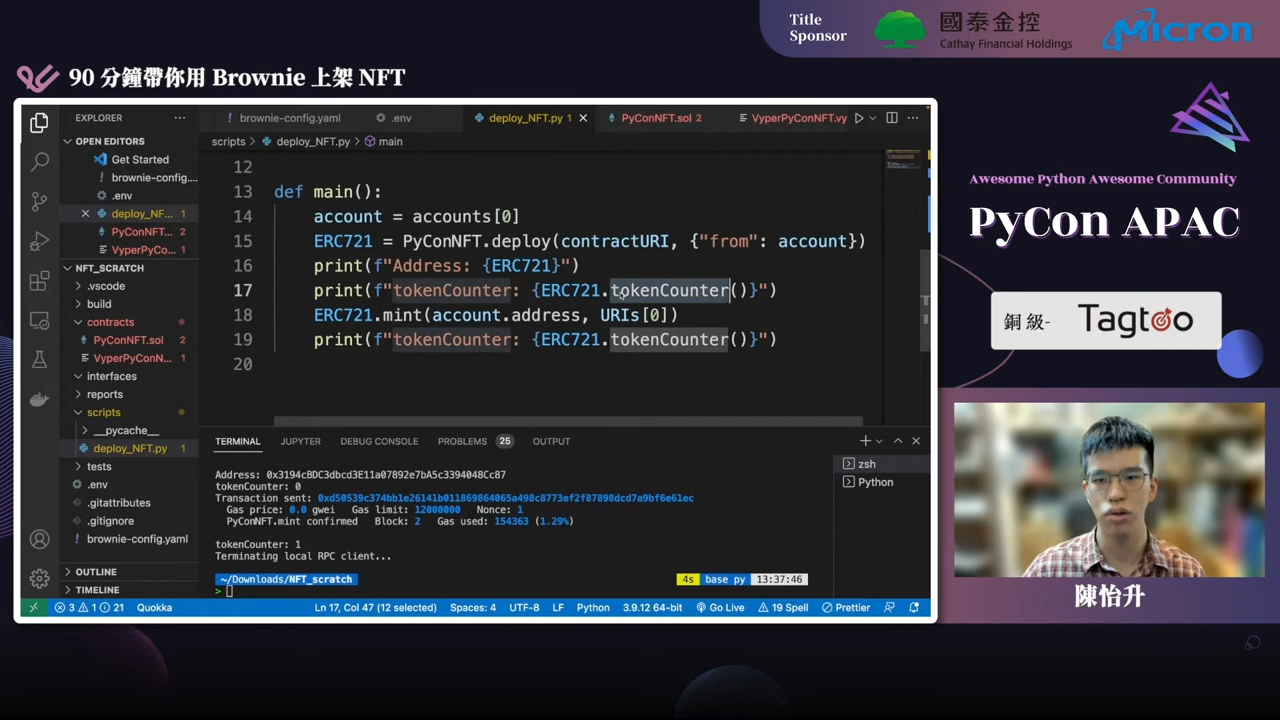 Title
Sponsor
國泰金控
Cathay Financial Holdings
Micron
90 分鐘帶你用 Brownie 上架 NFT
EXPLORER
OPEN EDITORS
Get Started
brownie-config....
.env
deploy_NF... 1
PyConNFT... 2
VyperPyCo... 1
NFT_SCRATCH
.vscode
build
contracts
PyConNFT.sol 2
VyperPyConN... 1
interfaces
reports
scripts
__pycache__
deploy_NFT.py 1
tests
.env
.gitattributes
.gitignore
brownie-config.yaml
OUTLINE
TIMELINE
brownie-config.yaml .env deploy_NFT.py 1 PyConNFT.sol 2 VyperPyConNFT.vy
scripts > deploy_NFT.py > main
12
13 def main():
14 account = accounts[0]
15 ERC721 = PyConNFT.deploy(contractURI, {"from": account})
16 print(f"Address: {ERC721}")
17 print(f"tokenCounter: {ERC721.tokenCounter()}")
18 ERC721.mint(account.address, URIs[0])
19 print(f"tokenCounter: {ERC721.tokenCounter()}")
20
TERMINAL JUPYTER DEBUG CONSOLE PROBLEMS 25 OUTPUT
Address: 0x3194cBDC3dbcd3E11a07892e7bA5c3394048Cc87
tokenCounter: 0
Transaction sent: 0xd50539c374bb1e26141b011869864065a498c8773ef2f87898dcd7a9bf6e61ec
Gas price: 0.0 gwei Gas limit: 12000000 Nonce: 1
PyConNFT.mint confirmed Block: 2 Gas used: 154363 (1.29%)
tokenCounter: 1
Terminating local RPC client...
~/Downloads/NFT_scratch 4s base py 13:37:46
>
zsh
Python
3 1 21 Quokka Ln 17, Col 47 (12 selected) Spaces: 4 UTF-8 LF Python 3.9.12 64-bit Go Live 19 Spell Prettier
Awesome Python Awesome Community
PyCon APAC
銅級- Tagtoo
陳怡升